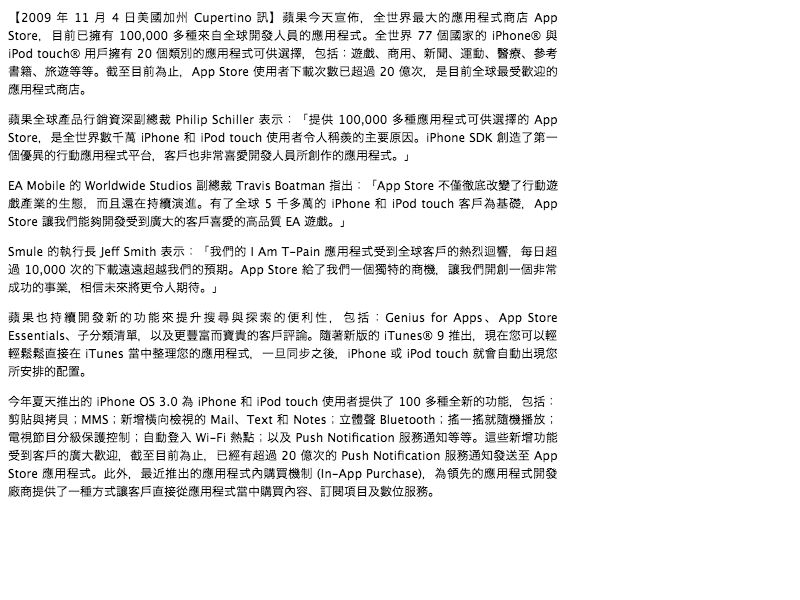 【2009 年 11 月 4 日美國加州 Cupertino 訊】蘋果今天宣佈，全世界最大的應用程式商店 App
Store，目前已擁有 100,000 多種來自全球開發人員的應用程式。全世界 77 個國家的 iPhone® 與
iPod touch® 用戶擁有 20 個類別的應用程式可供選擇，包括：遊戲、商用、新聞、運動、醫療、參考
書籍、旅遊等等。截至目前為止，App Store 使用者下載次數已超過 20 億次，是目前全球最受歡迎的
應用程式商店。
蘋果全球產品行銷資深副總裁 Philip Schiller 表示：「提供 100,000 多種應用程式可供選擇的 App
Store，是全世界數千萬 iPhone 和 iPod touch 使用者令人稱羨的主要原因。iPhone SDK 創造了第一
個優異的行動應用程式平台，客戶也非常喜愛開發人員所創作的應用程式。」
EA Mobile 的 Worldwide Studios 副總裁 Travis Boatman 指出：「App Store 不僅徹底改變了行動遊
戲產業的生態，而且還在持續演進。有了全球 5 千多萬的 iPhone 和 iPod touch 客戶為基礎，App
Store 讓我們能夠開發受到廣大的客戶喜愛的高品質 EA 遊戲。」
Smule 的執行長 Jeff Smith 表示：「我們的 I Am T-Pain 應用程式受到全球客戶的熱烈迴響，每日超
過 10,000 次的下載遠遠超越我們的預期。App Store 給了我們一個獨特的商機，讓我們開創一個非常
成功的事業，相信未來將更令人期待。」
蘋果也持續開發新的功能來提升搜尋與探索的便利性，包括：Genius for Apps、App Store
Essentials、子分類清單，以及更豐富而寶貴的客戶評論。隨著新版的 iTunes® 9 推出，現在您可以輕
輕鬆鬆直接在 iTunes 當中整理您的應用程式，一旦同步之後，iPhone 或 iPod touch 就會自動出現您
所安排的配置。
今年夏天推出的 iPhone OS 3.0 為 iPhone 和 iPod touch 使用者提供了 100 多種全新的功能，包括：
剪貼與拷貝；MMS；新增橫向檢視的 Mail、Text 和 Notes；立體聲 Bluetooth；搖一搖就隨機播放；
電視節目分級保護控制；自動登入 Wi-Fi 熱點；以及 Push Notification 服務通知等等。這些新增功能
受到客戶的廣大歡迎，截至目前為止，已經有超過 20 億次的 Push Notification 服務通知發送至 App
Store 應用程式。此外，最近推出的應用程式內購買機制 (In-App Purchase)，為領先的應用程式開發
廠商提供了一種方式讓客戶直接從應用程式當中購買內容、訂閱項目及數位服務。